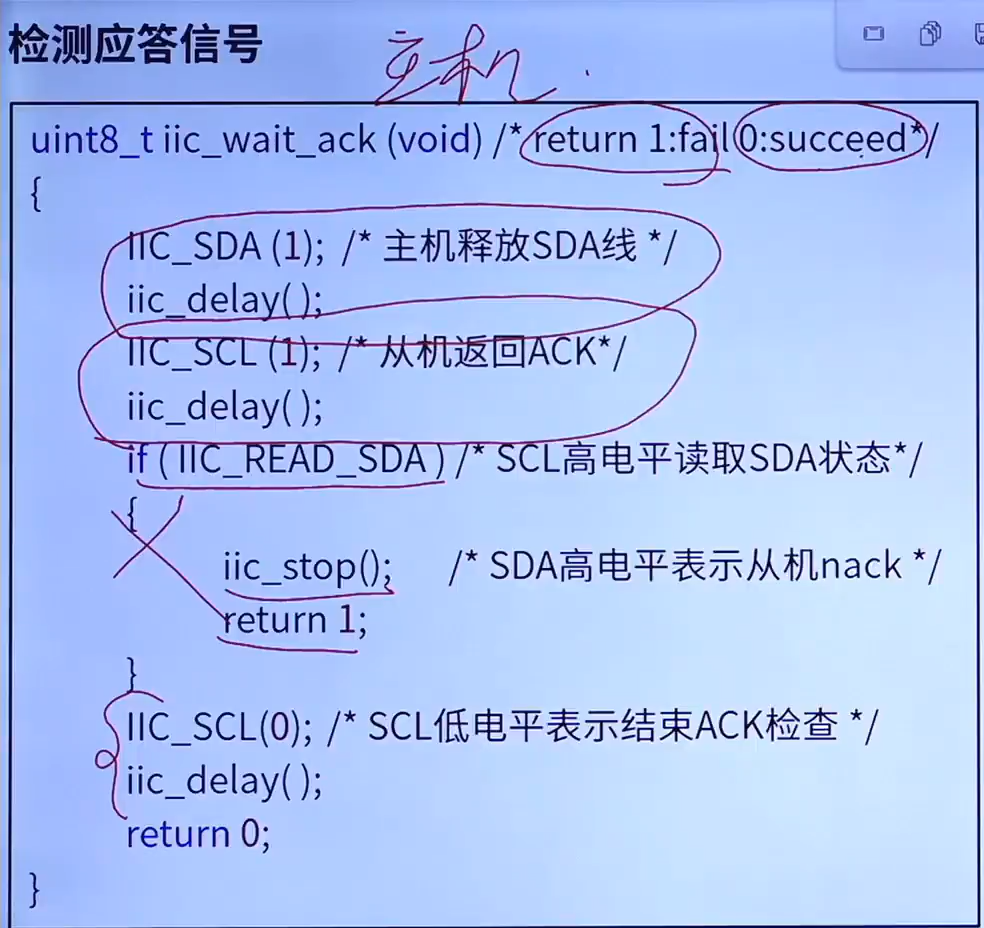 检测应答信号
主机
uint8_t iic_wait_ack (void) /* return 1:fail 0:succeed*/
{
IIC_SDA (1); /* 主机释放SDA线 */
iic_delay( );
IIC_SCL (1); /* 从机返回ACK*/
iic_delay( );
if ( IIC_READ_SDA ) /* SCL高电平读取SDA状态*/
{
iic_stop(); /* SDA高电平表示从机nack */
return 1;
}
IIC_SCL(0); /* SCL低电平表示结束ACK检查 */
iic_delay( );
return 0;
}